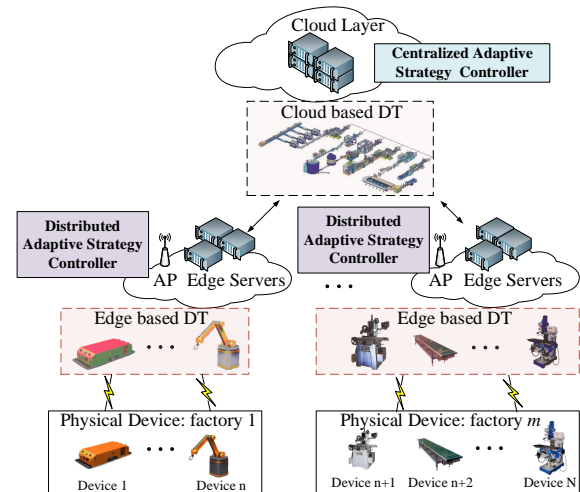 Cloud Layer
Centralized Adaptive
Strategy Controller
Cloud based DT
Distributed
Adaptive Strategy
Controller
AP Edge Servers
Distributed
Adaptive Strategy
Controller
AP Edge Servers
Edge based DT
Edge based DT
Physical Device: factory 1
Device 1
Device n
Physical Device: factory m
Device n+1
Device n+2
Device N